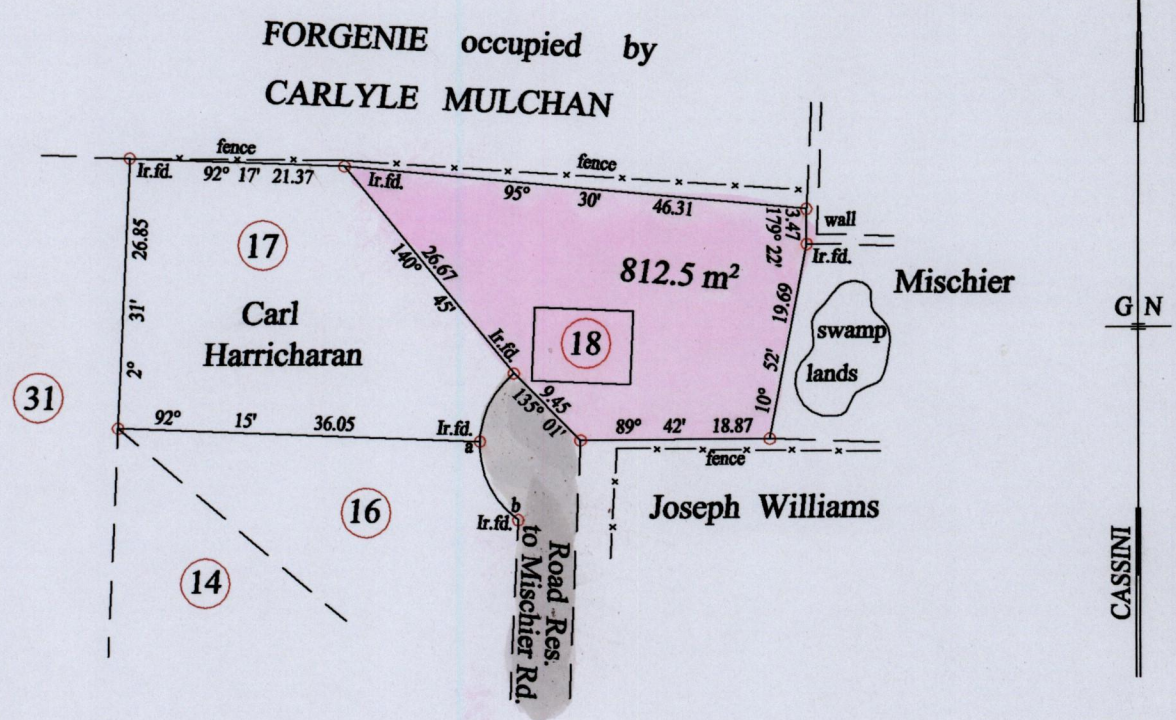 FORGENIE occupied by
CARLYLE MULCHAN
fence
Ir.fd. 92° 17' 21.37
fence
Ir.fd. 95° 30' 46.31
3.47
179° 22'
wall
Ir.fd.
Mischier
26.85
31'
2°
17
Carl
Harricharan
26.67
140° 45'
812.5 m²
18
Ir.fd.
9.45
135° 01'
19.69
52'
10°
swamp
lands
G N
31
92° 15' 36.05
Ir.fd.
a
89° 42' 18.87
fence
16
b
Ir.fd.
Joseph Williams
14
Road Res.
to Mischier Rd.
CASSINI